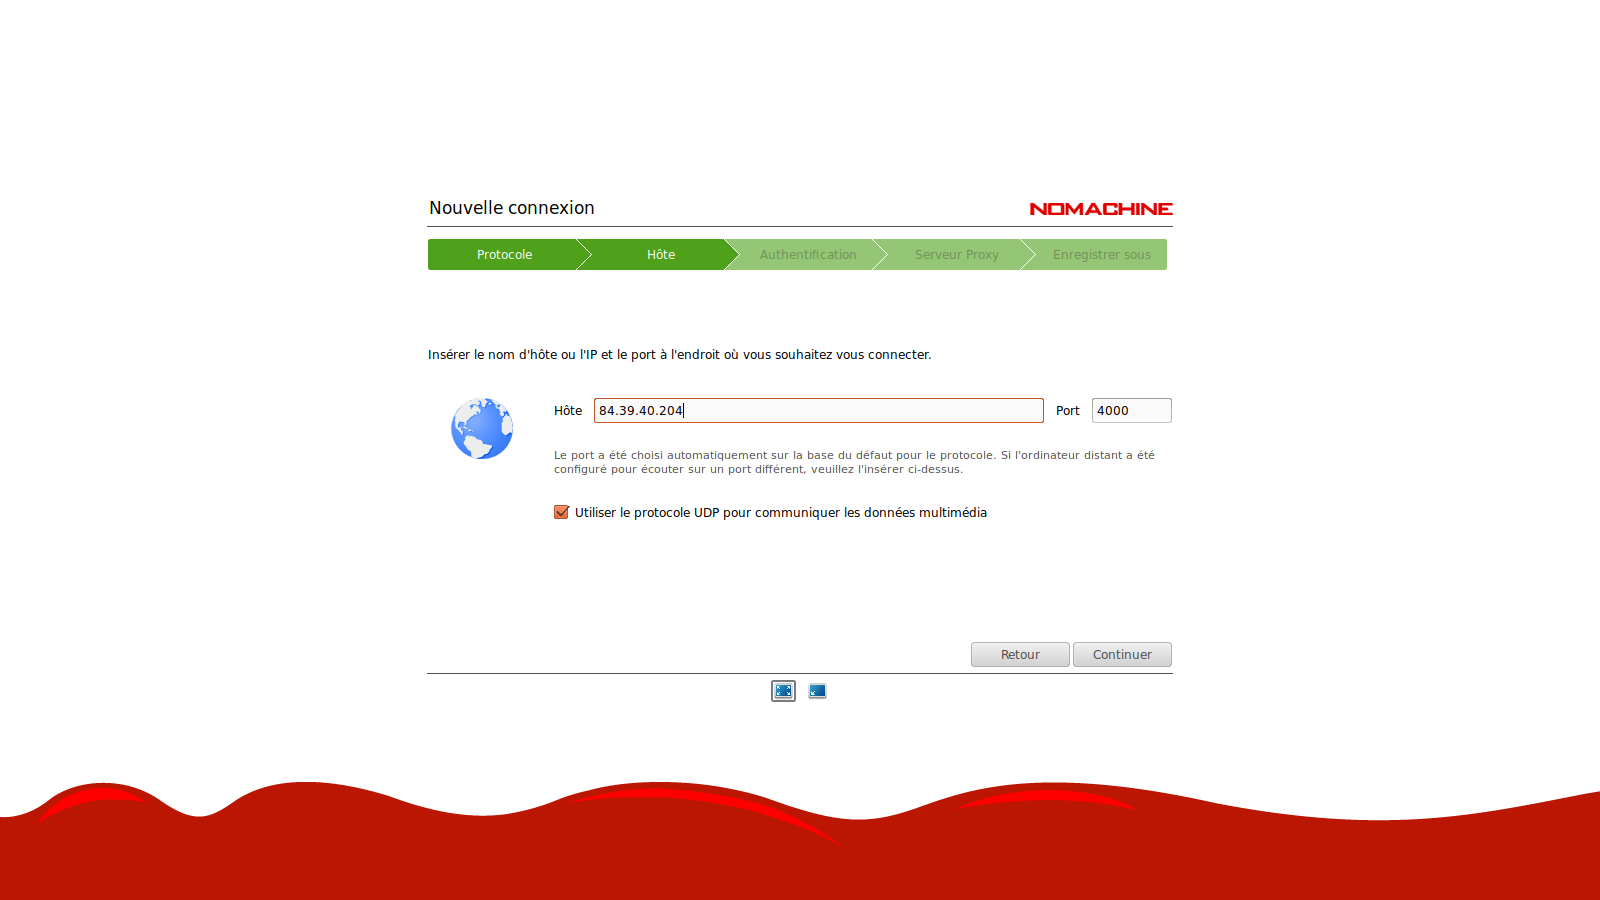 Nouvelle connexion
NOMACHINE
Protocole
Hôte
Authentification
Serveur Proxy
Enregistrer sous
Insérer le nom d'hôte ou l'IP et le port à l'endroit où vous souhaitez vous connecter.
Hôte 84.39.40.204 Port 4000
Le port a été choisi automatiquement sur la base du défaut pour le protocole. Si l'ordinateur distant a été
configuré pour écouter sur un port différent, veuillez l'insérer ci-dessus.
Utiliser le protocole UDP pour communiquer les données multimédia
Retour
Continuer